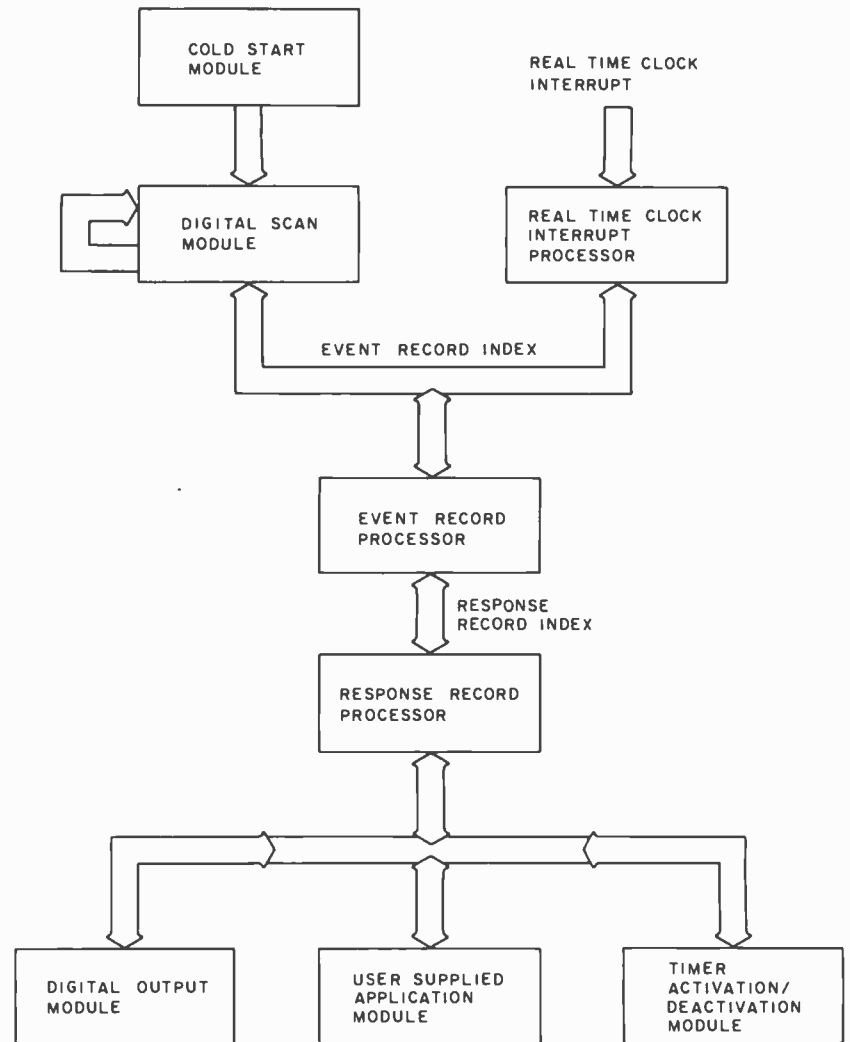 COLD START
MODULE
REAL TIME CLOCK
INTERRUPT
DIGITAL SCAN
MODULE
REAL TIME CLOCK
INTERRUPT
PROCESSOR
EVENT RECORD INDEX
EVENT RECORD
PROCESSOR
RESPONSE
RECORD INDEX
RESPONSE RECORD
PROCESSOR
DIGITAL OUTPUT
MODULE
USER SUPPLIED
APPLICATION
MODULE
TIMER
ACTIVATION/
DEACTIVATION
MODULE